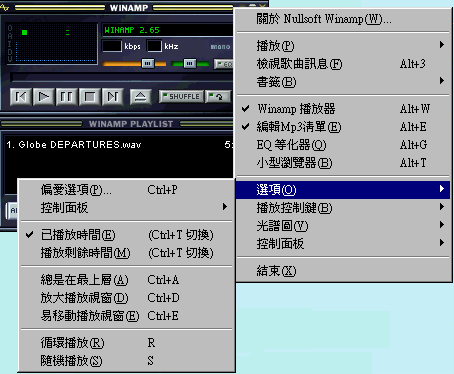 WINAMP
O
A
I
D
V
WINAMP 2.65
kbps
kHz
mono
EQ
SHUFFLE
WINAMP PLAYLIST
1. Globe DEPARTURES.wav
5:
關於 Nullsoft Winamp(W)...
播放(P)
檢視歌曲訊息(F) Alt+3
書籤(B)
Winamp 播放器 Alt+W
編輯Mp3清單(E) Alt+E
EQ 等化器(Q) Alt+G
小型瀏覽器(B) Alt+T
選項(O)
播放控制鍵(B)
光譜圖(V)
控制面板
結束(X)
偏愛選項(P)... Ctrl+P
控制面板
已播放時間(E) (Ctrl+T 切換)
播放剩餘時間(M) (Ctrl+T 切換)
總是在最上層(A) Ctrl+A
放大播放視窗(D) Ctrl+D
易移動播放視窗(E) Ctrl+E
循環播放(R) R
隨機播放(S) S